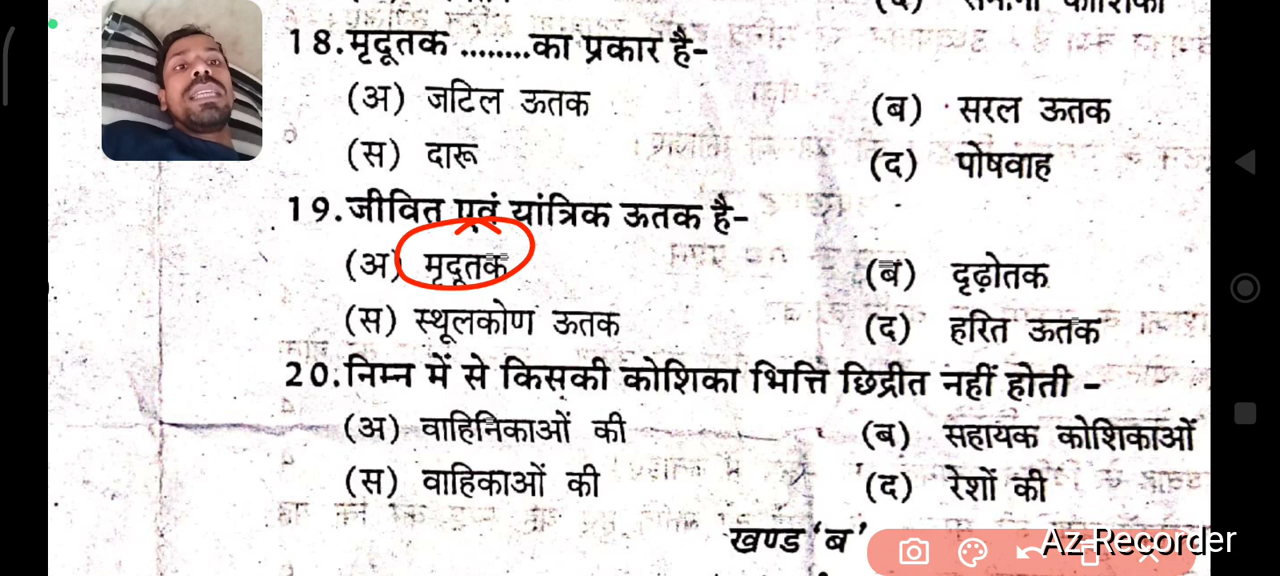 18.मृदूतक ........का प्रकार है-
(अ) जटिल ऊतक (ब) सरल ऊतक
(स) दारू (द) पोषवाह
19.जीवित एवं यांत्रिक ऊतक है-
(अ) मृदूतक (ब) दृढ़ोतक
(स) स्थूलकोण ऊतक (द) हरित ऊतक
20.निम्न में से किसकी कोशिका भित्ति छिद्रीत नहीं होती -
(अ) वाहिनिकाओं की (ब) सहायक कोशिकाओं
(स) वाहिकाओं की (द) रेशों की
खण्ड 'ब'
Az Recorder